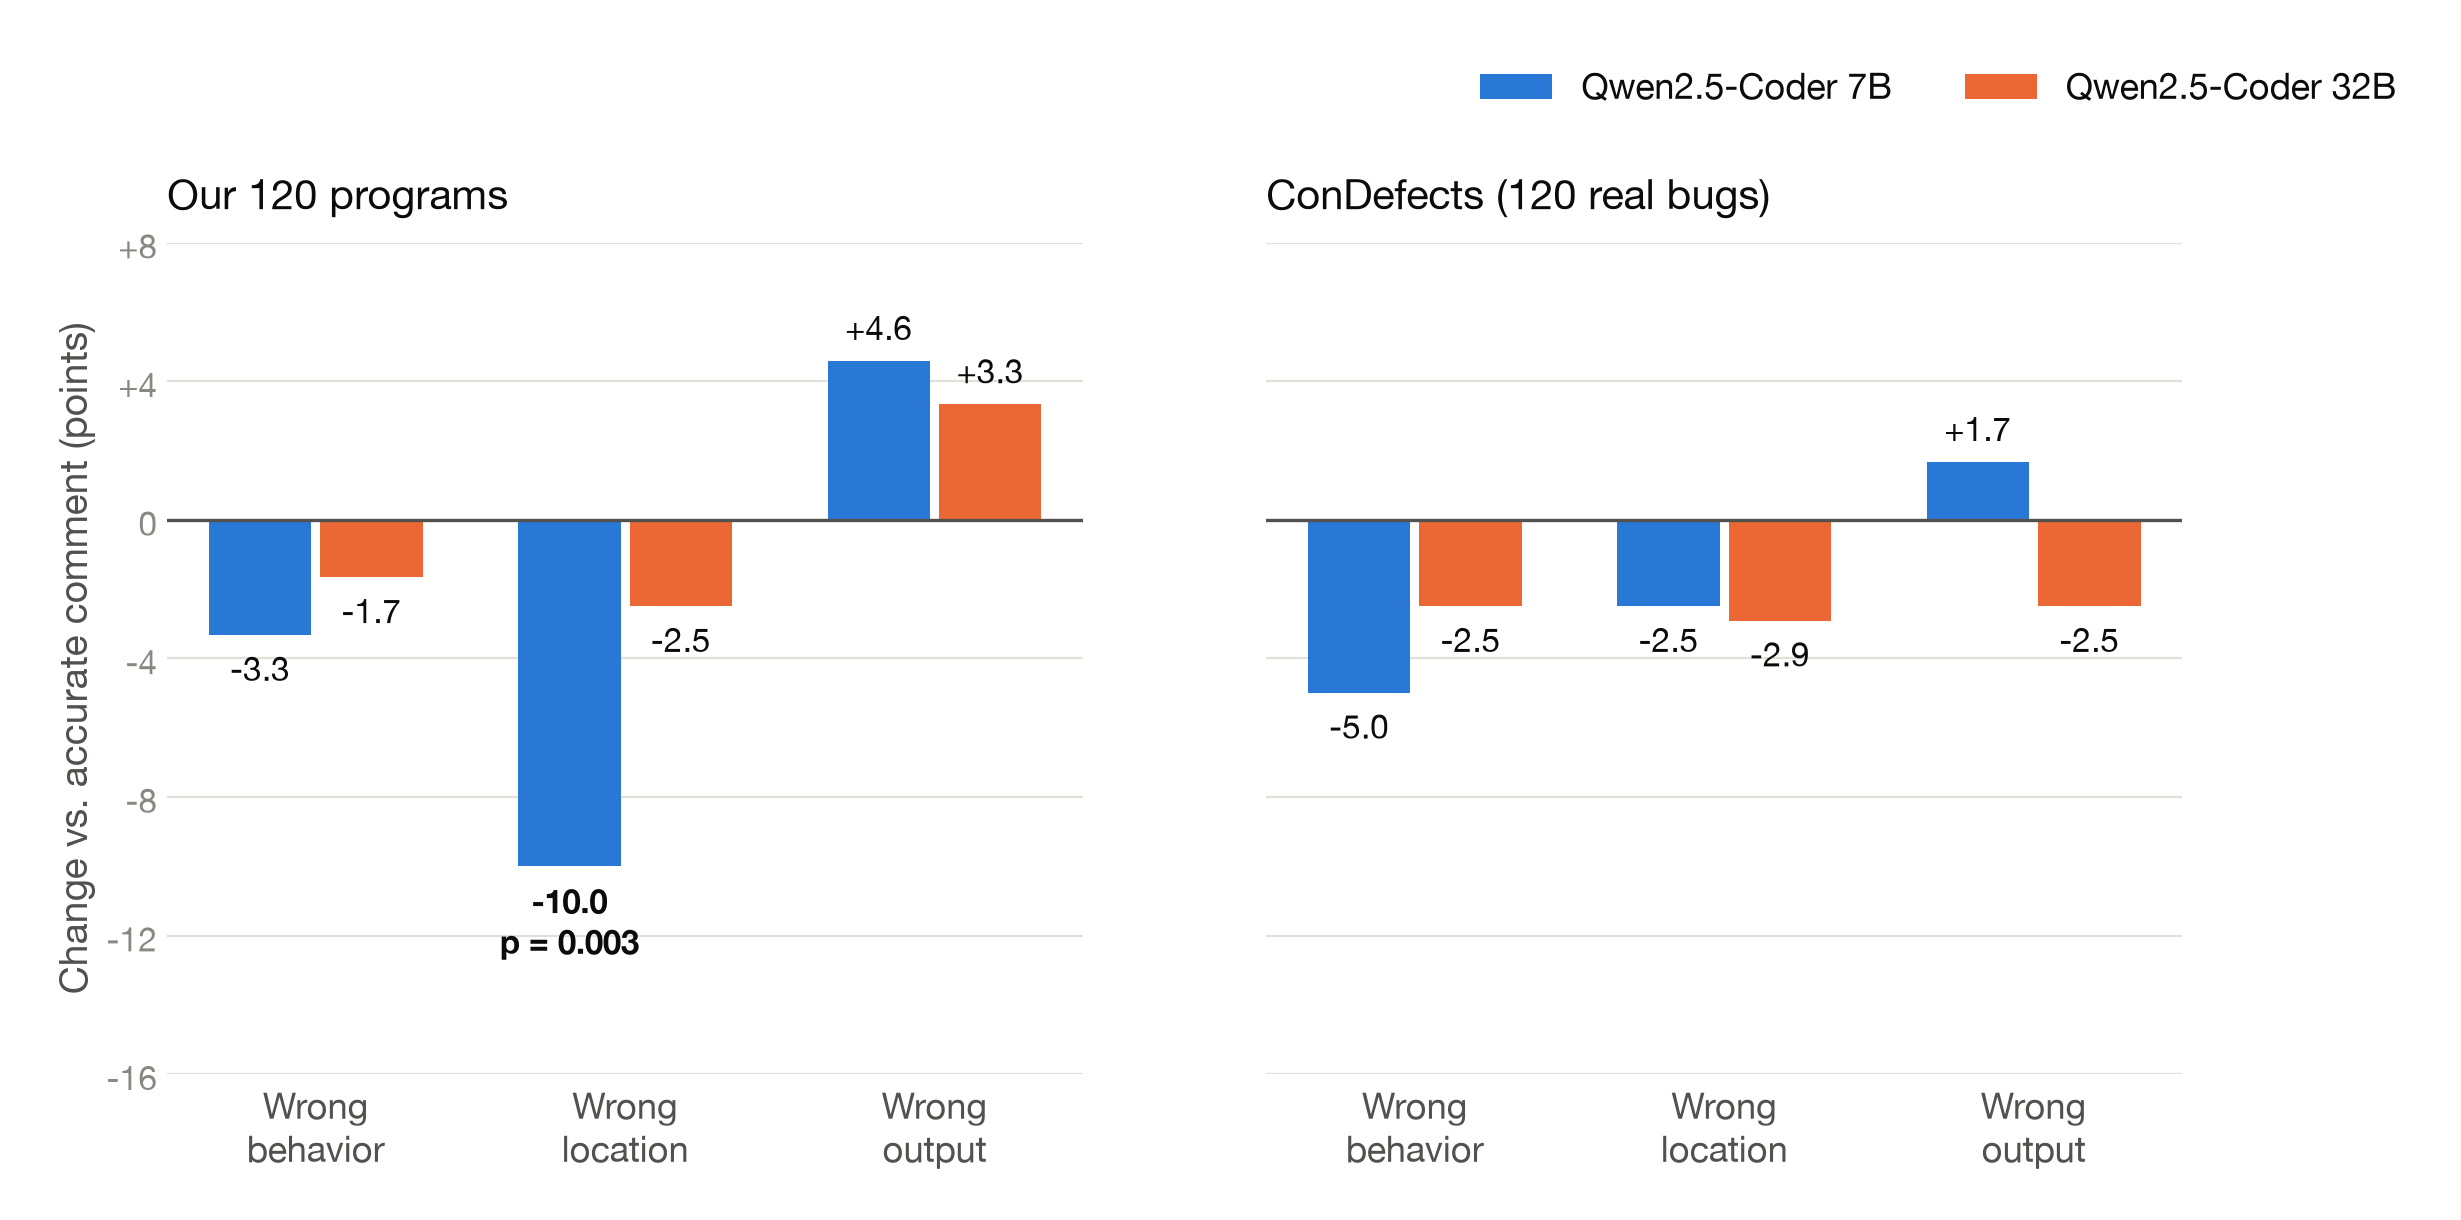 Qwen2.5-Coder 7B
Qwen2.5-Coder 32B
Our 120 programs
ConDefects (120 real bugs)
Change vs. accurate comment (points)
+8
+4
0
-4
-8
-12
-16
-3.3
-1.7
-10.0
p = 0.003
-2.5
+4.6
+3.3
-5.0
-2.5
-2.5
-2.9
+1.7
-2.5
Wrong
behavior
Wrong
location
Wrong
output
Wrong
behavior
Wrong
location
Wrong
output